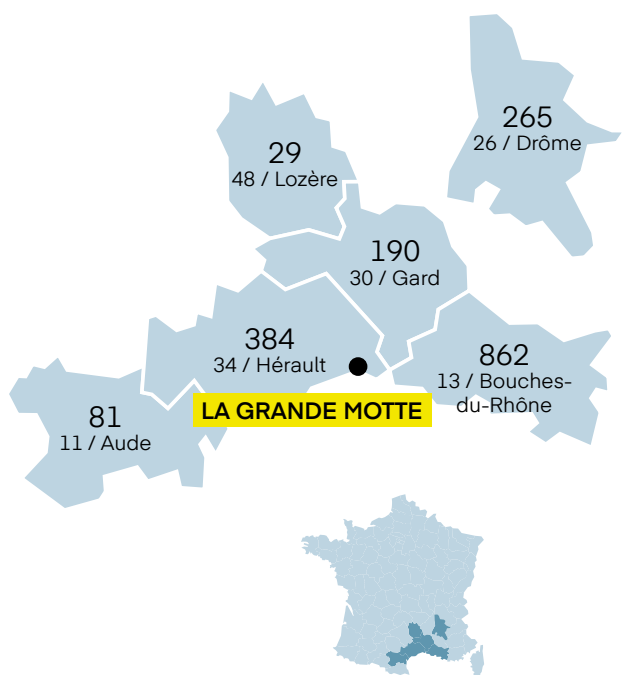 265
26 / Drôme
29
48 / Lozère
190
30 / Gard
384
34 / Hérault
862
13 / Bouches-
du-Rhône
LA GRANDE MOTTE
81
11 / Aude